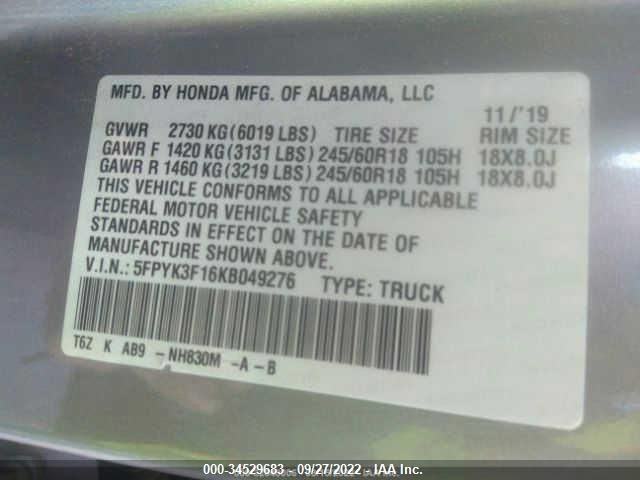 MFD. BY HONDA MFG. OF ALABAMA, LLC
11/'19
GVWR 2730 KG(6019 LBS) TIRE SIZE RIM SIZE
GAWR F 1420 KG(3131 LBS) 245/60R18 105H 18X8.0J
GAWR R 1460 KG(3219 LBS) 245/60R18 105H 18X8.0J
THIS VEHICLE CONFORMS TO ALL APPLICABLE
FEDERAL MOTOR VEHICLE SAFETY
STANDARDS IN EFFECT ON THE DATE OF
MANUFACTURE SHOWN ABOVE.
V.I.N.: 5FPYK3F16KB049276 TYPE: TRUCK
T6Z K AB9 -NH830M -A-B
000-34529683 - 09/27/2022 - IAA Inc.